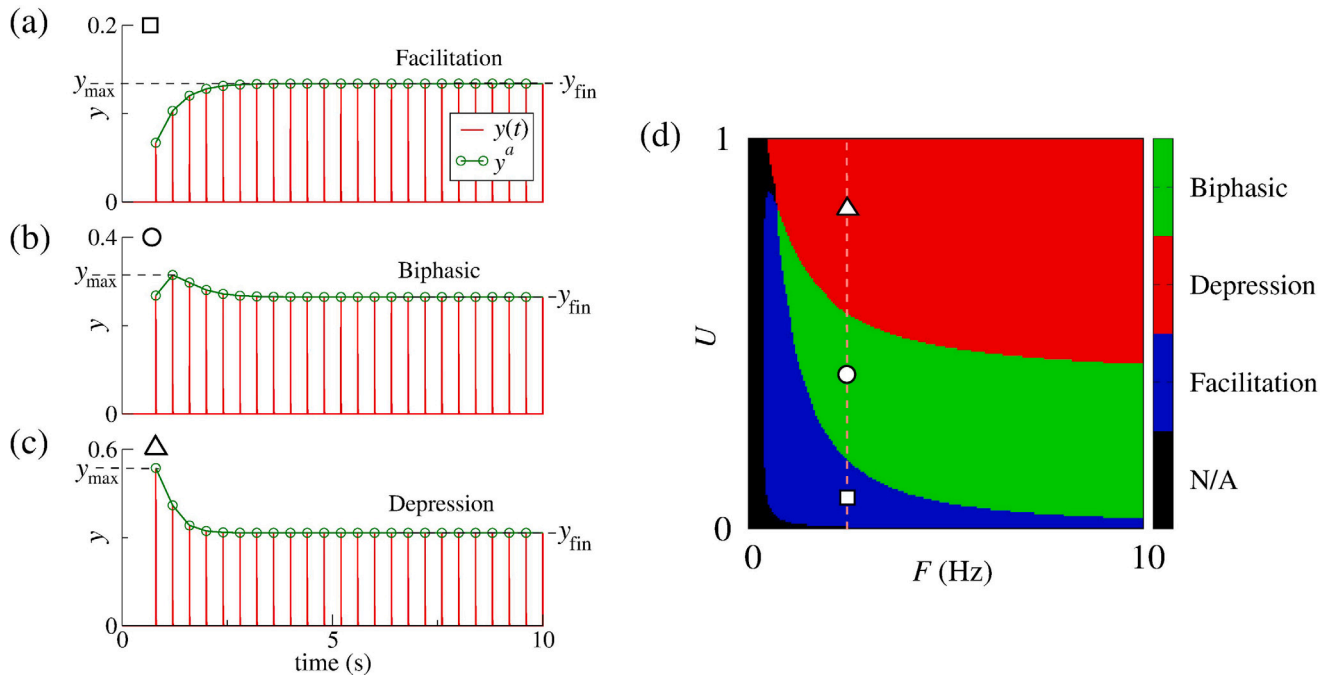 (a)
0.2
Facilitation
y_max
y_fin
y
y(t)
y^a
0
(b)
0.4
Biphasic
y_max
y_fin
y
0
(c)
0.6
y_max
Depression
y_fin
y
0
0 5 10
time (s)
(d)
1
U
0
0 10
F (Hz)
Biphasic
Depression
Facilitation
N/A